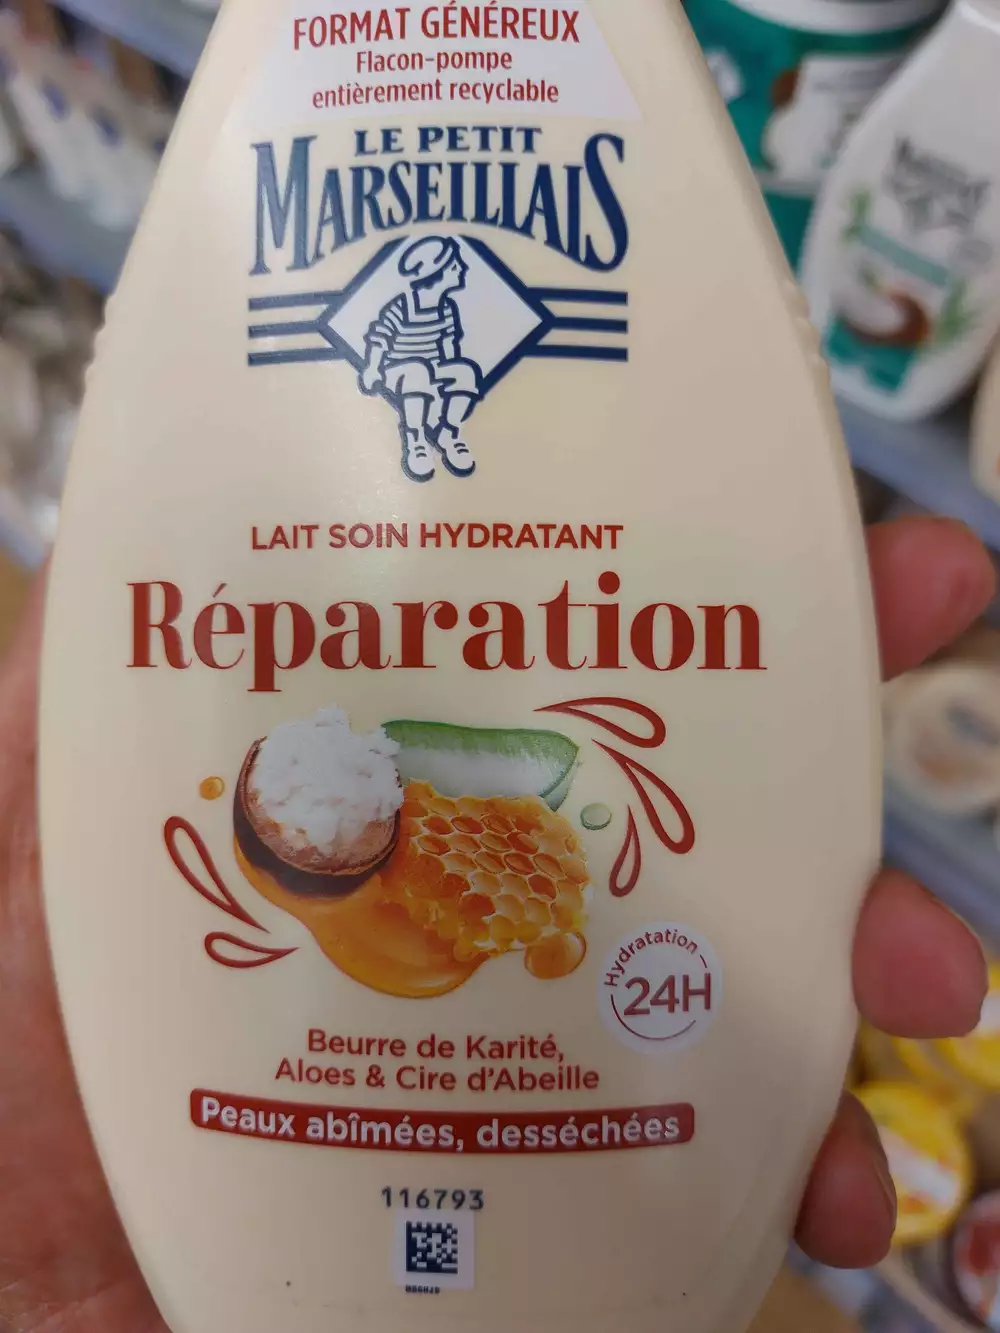 FORMAT GÉNÉREUX
Flacon-pompe
entièrement recyclable
LE PETIT
MARSEILLAIS
LAIT SOIN HYDRATANT
Réparation
Hydratation
24H
Beurre de Karité,
Aloes & Cire d'Abeille
Peaux abîmées, desséchées
116793